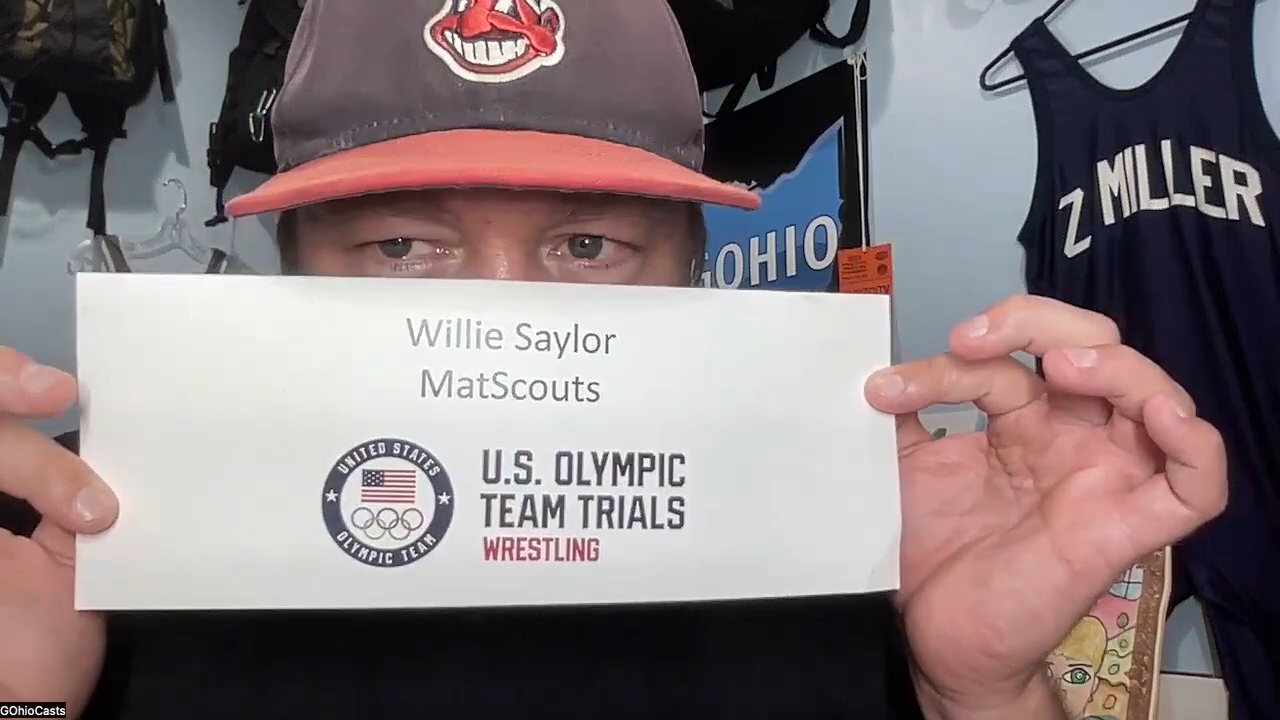 Z MILLER
GOHIO
Willie Saylor
MatScouts
UNITED STATES
OLYMPIC TEAM
U.S. OLYMPIC
TEAM TRIALS
WRESTLING
GOhioCasts